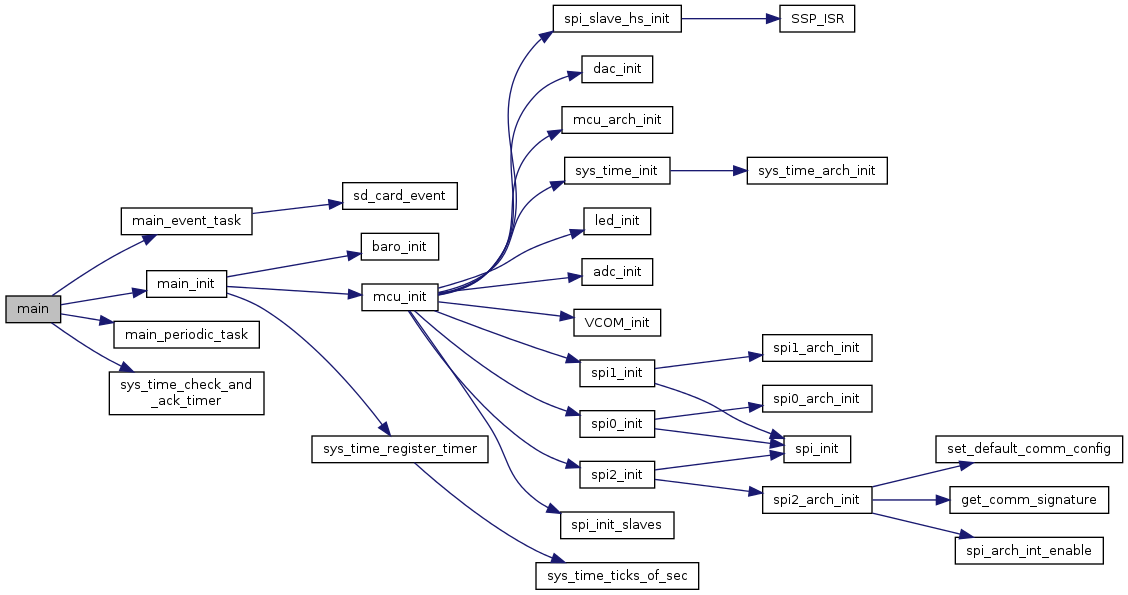 main
main_event_task
main_init
main_periodic_task
sys_time_check_and
_ack_timer
sd_card_event
baro_init
mcu_init
sys_time_register_timer
spi_slave_hs_init
dac_init
mcu_arch_init
sys_time_init
led_init
adc_init
VCOM_init
spi1_init
spi0_init
spi2_init
spi_init_slaves
sys_time_ticks_of_sec
SSP_ISR
sys_time_arch_init
spi1_arch_init
spi0_arch_init
spi_init
spi2_arch_init
set_default_comm_config
get_comm_signature
spi_arch_int_enable